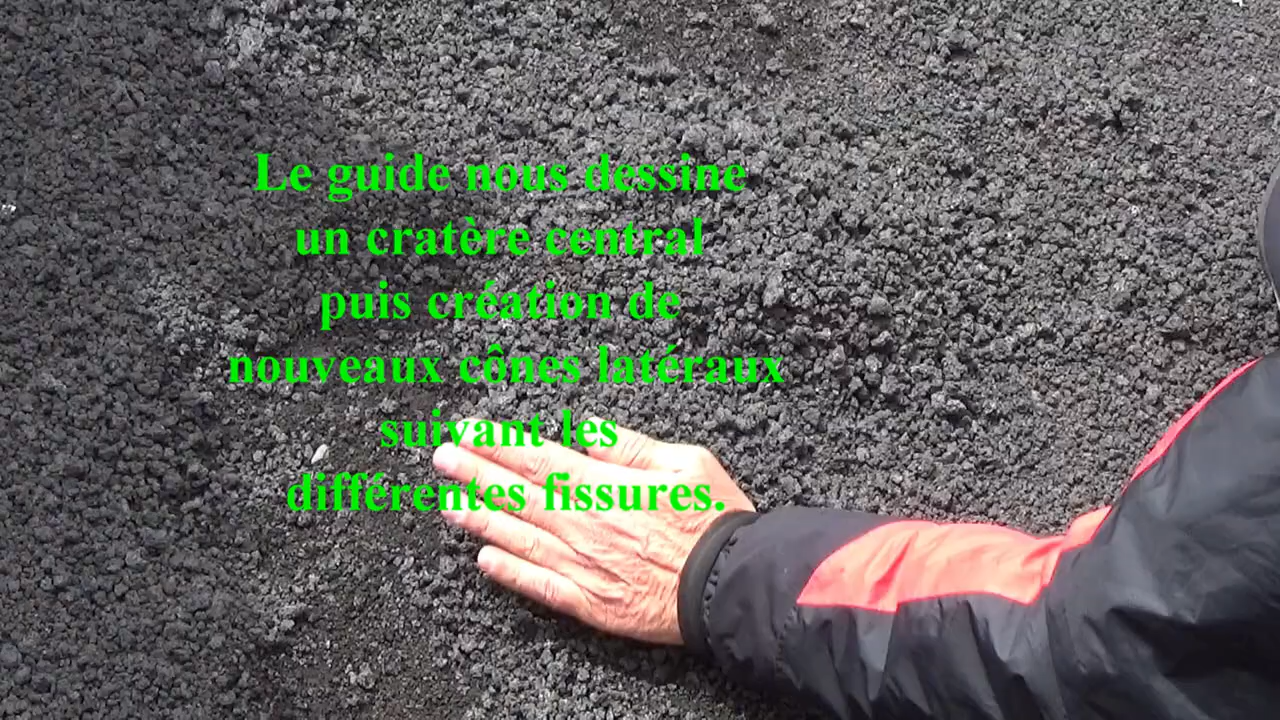 Le guide nous dessine
un cratère central
puis création de
nouveaux cônes latéraux
suivant les
différentes fissures.